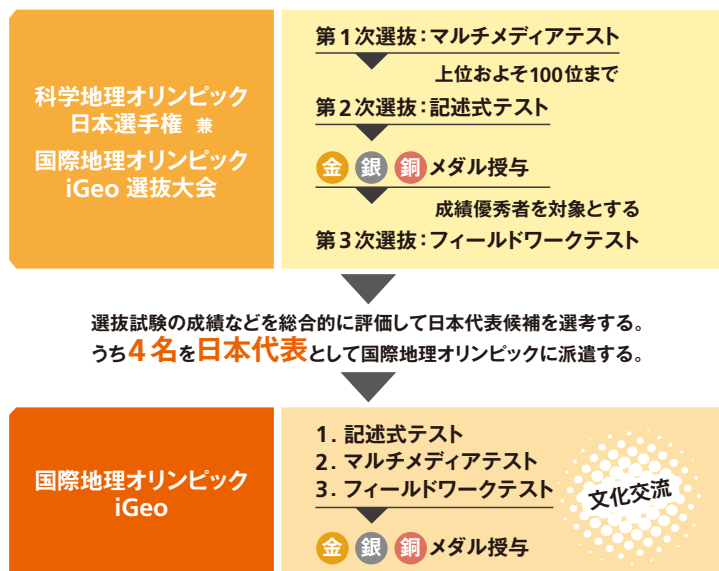 科学地理オリンピック
日本選手権 兼
国際地理オリンピック
iGeo 選抜大会
第1次選抜：マルチメディアテスト
上位およそ100位まで
第2次選抜：記述式テスト
金 銀 銅 メダル授与
成績優秀者を対象とする
第3次選抜：フィールドワークテスト
選抜試験の成績などを総合的に評価して日本代表候補を選考する。
うち4名を日本代表として国際地理オリンピックに派遣する。
国際地理オリンピック
iGeo
1. 記述式テスト
2. マルチメディアテスト
3. フィールドワークテスト
文化交流
金 銀 銅 メダル授与